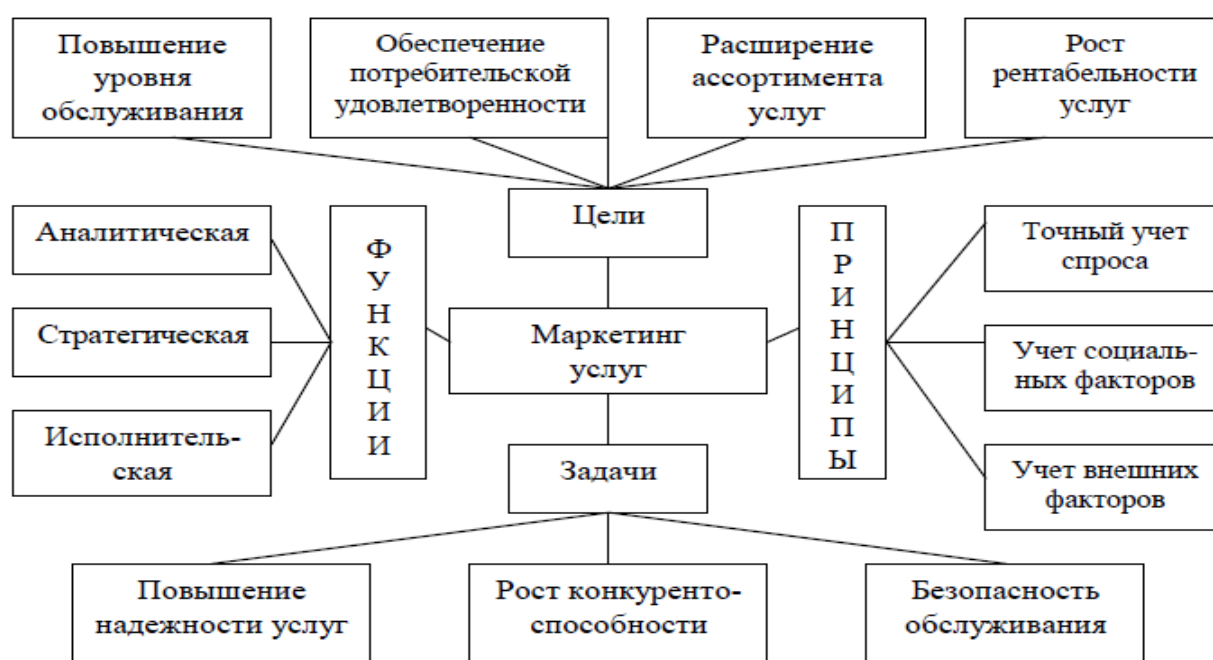 Повышение
уровня
обслуживания
Обеспечение
потребительской
удовлетворенности
Расширение
ассортимента
услуг
Рост
рентабельности
услуг
Цели
Аналитическая
Стратегическая
Исполнитель-
ская
Ф
У
Н
К
Ц
И
И
Маркетинг
услуг
П
Р
И
Н
Ц
И
П
Ы
Точный учет
спроса
Учет социаль-
ных факторов
Учет внешних
факторов
Задачи
Повышение
надежности услуг
Рост конкуренто-
способности
Безопасность
обслуживания